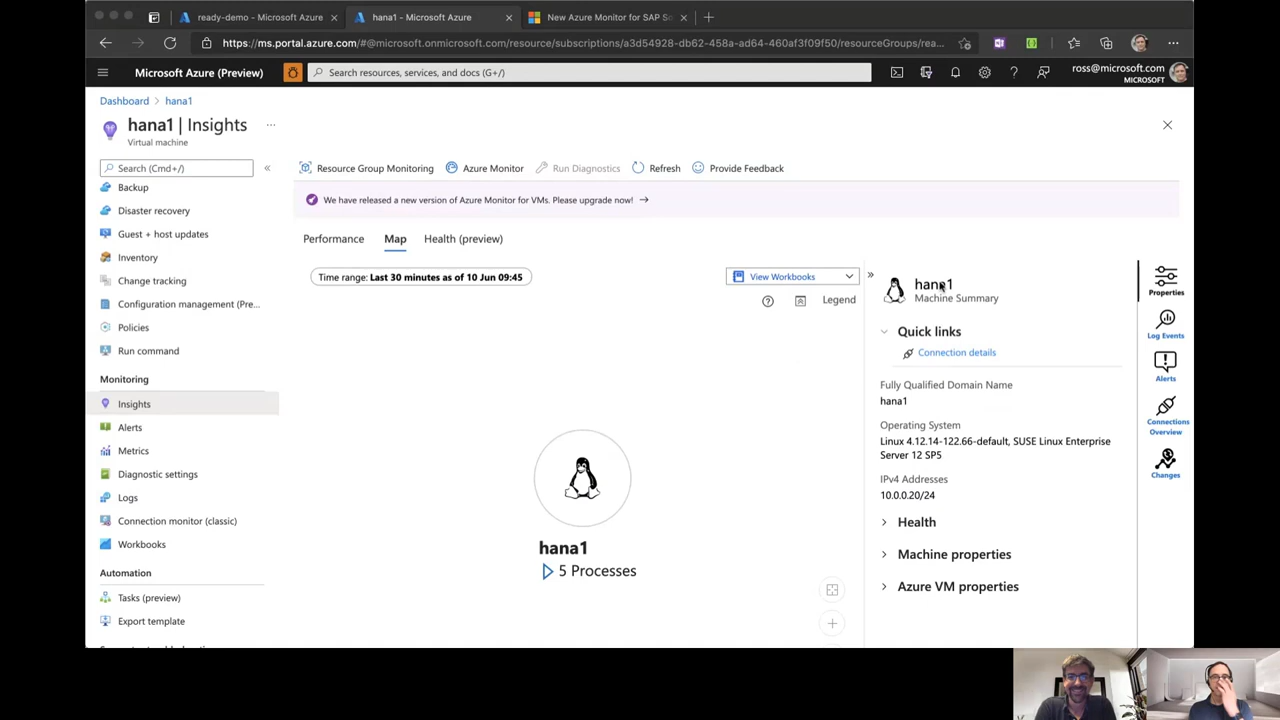 ready-demo - Microsoft Azure
hana1 - Microsoft Azure
New Azure Monitor for SAP So
https://ms.portal.azure.com/#@microsoft.onmicrosoft.com/resource/subscriptions/a3d54928-db62-458a-ad64-460af3f09f50/resourceGroups/rea...
Microsoft Azure (Preview)
Search resources, services, and docs (G+/)
ross@microsoft.com
MICROSOFT
Dashboard > hana1
hana1 | Insights ...
Virtual machine
Search (Cmd+/)
Backup
Disaster recovery
Guest + host updates
Inventory
Change tracking
Configuration management (Pre...
Policies
Run command
Monitoring
Insights
Alerts
Metrics
Diagnostic settings
Logs
Connection monitor (classic)
Workbooks
Automation
Tasks (preview)
Export template
Resource Group Monitoring
Azure Monitor
Run Diagnostics
Refresh
Provide Feedback
We have released a new version of Azure Monitor for VMs. Please upgrade now!
Performance
Map
Health (preview)
Time range: Last 30 minutes as of 10 Jun 09:45
View Workbooks
Legend
hana1
5 Processes
hana1
Machine Summary
Quick links
Connection details
Fully Qualified Domain Name
hana1
Operating System
Linux 4.12.14-122.66-default, SUSE Linux Enterprise
Server 12 SP5
IPv4 Addresses
10.0.0.20/24
Health
Machine properties
Azure VM properties
Properties
Log Events
Alerts
Connections
Overview
Changes